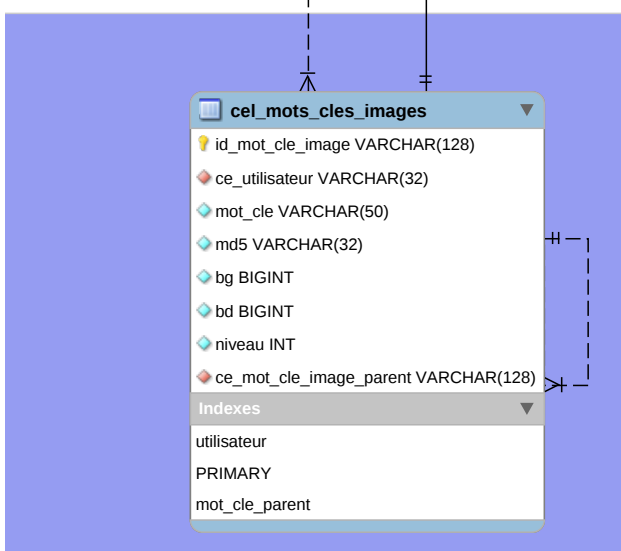 cel_mots_cles_images
id_mot_cle_image VARCHAR(128)
ce_utilisateur VARCHAR(32)
mot_cle VARCHAR(50)
md5 VARCHAR(32)
bg BIGINT
bd BIGINT
niveau INT
ce_mot_cle_image_parent VARCHAR(128)
Indexes
utilisateur
PRIMARY
mot_cle_parent